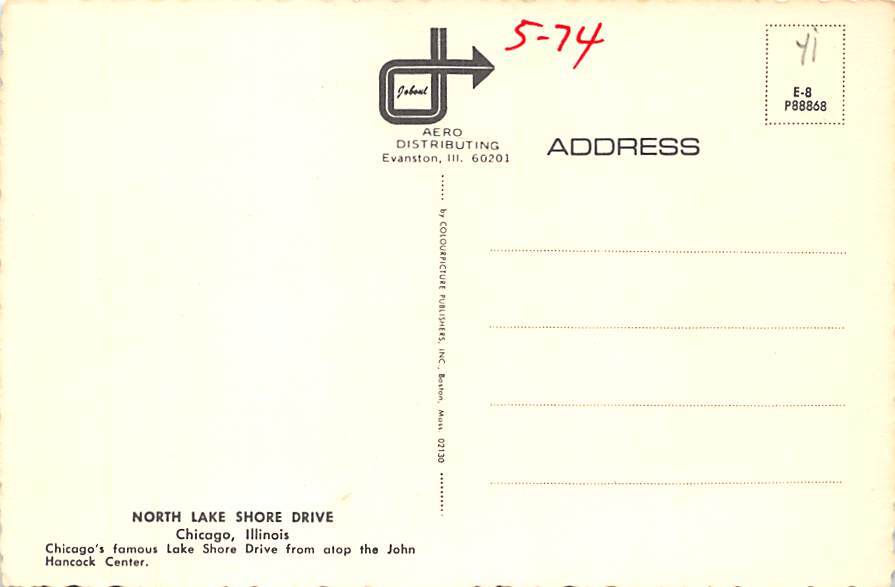 5-74
Joboul
AERO
DISTRIBUTING
Evanston, Ill. 60201
ADDRESS
E-8
P88868
by COLOURPICTURE PUBLISHERS, INC., Boston, Mass. 02130
NORTH LAKE SHORE DRIVE
Chicago, Illinois
Chicago's famous Lake Shore Drive from atop the John
Hancock Center.